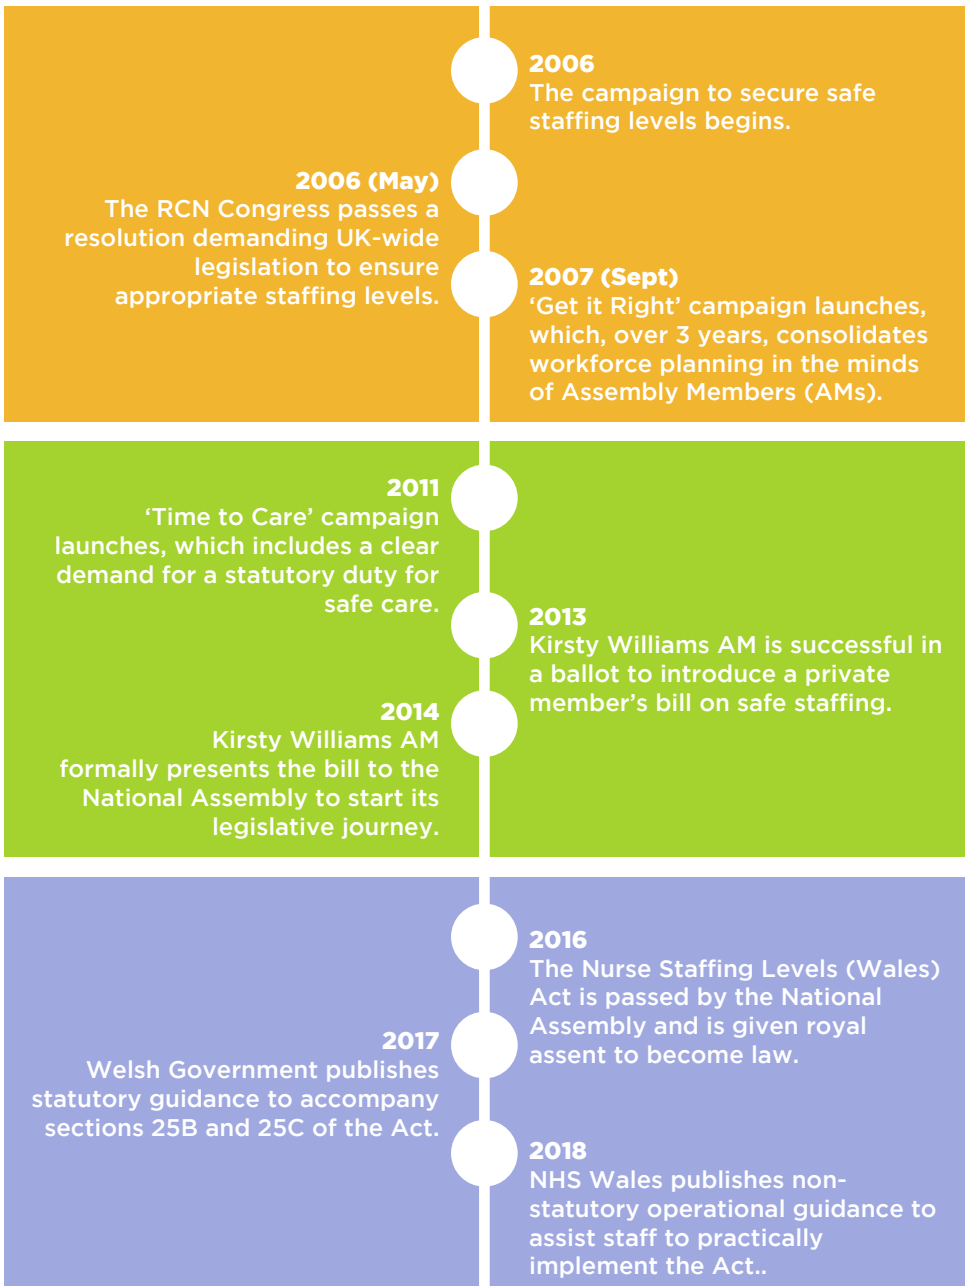 2006
The campaign to secure safe
staffing levels begins.
2006 (May)
The RCN Congress passes a
resolution demanding UK-wide
legislation to ensure
appropriate staffing levels.
2007 (Sept)
‘Get it Right’ campaign launches,
which, over 3 years, consolidates
workforce planning in the minds
of Assembly Members (AMs).
2011
‘Time to Care’ campaign
launches, which includes a clear
demand for a statutory duty for
safe care.
2013
Kirsty Williams AM is successful in
a ballot to introduce a private
member’s bill on safe staffing.
2014
Kirsty Williams AM
formally presents the bill to the
National Assembly to start its
legislative journey.
2016
The Nurse Staffing Levels (Wales)
Act is passed by the National
Assembly and is given royal
assent to become law.
2017
Welsh Government publishes
statutory guidance to accompany
sections 25B and 25C of the Act.
2018
NHS Wales publishes non-
statutory operational guidance to
assist staff to practically
implement the Act..